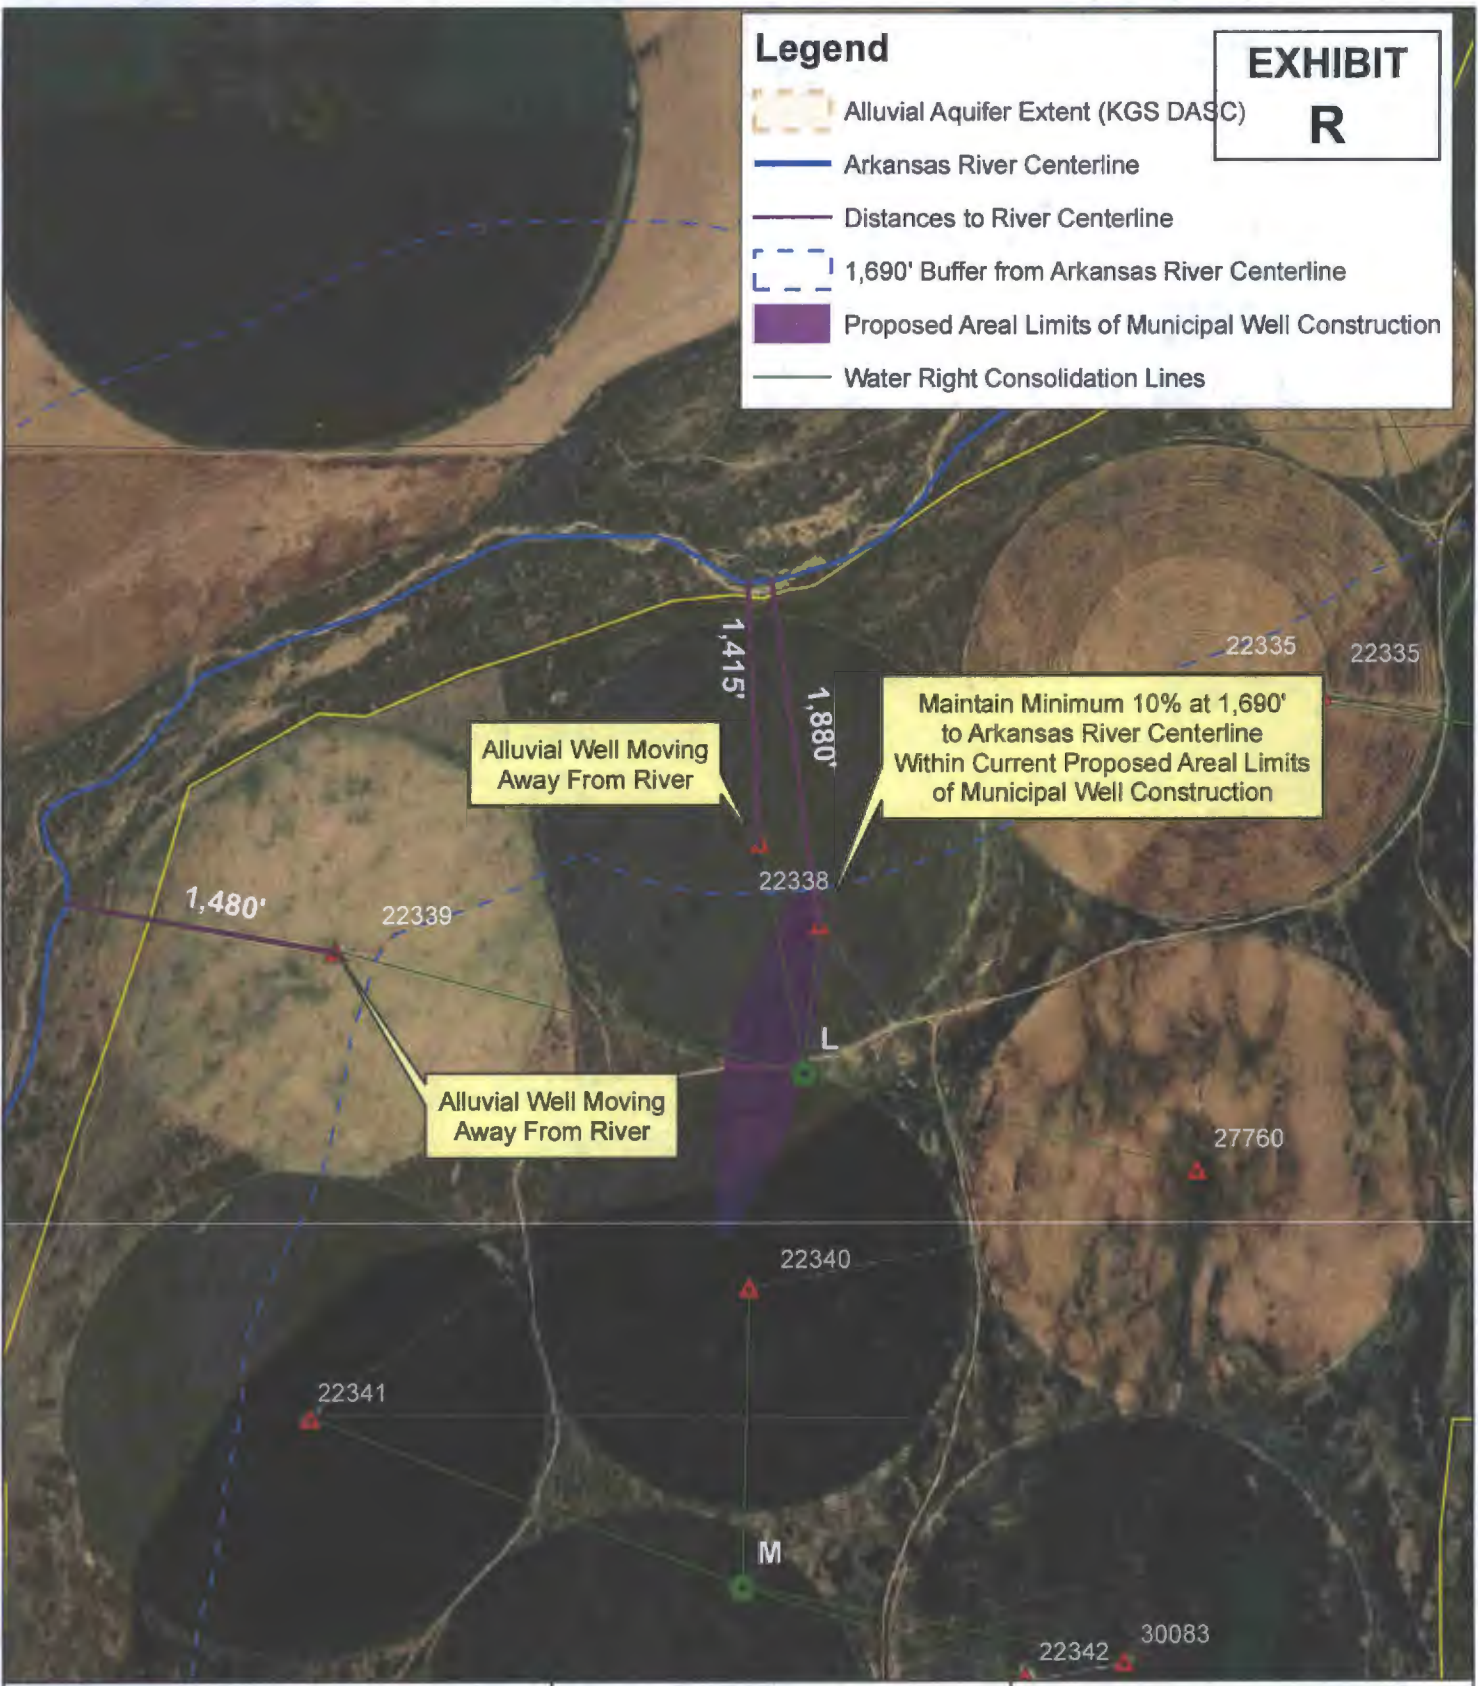 Legend
EXHIBIT
R
Alluvial Aquifer Extent (KGS DASC)
Arkansas River Centerline
Distances to River Centerline
1,690' Buffer from Arkansas River Centerline
Proposed Areal Limits of Municipal Well Construction
Water Right Consolidation Lines
1,415'
1,880'
22335
22335
Maintain Minimum 10% at 1,690'
to Arkansas River Centerline
Within Current Proposed Areal Limits
of Municipal Well Construction
Alluvial Well Moving
Away From River
22338
1,480'
22339
L
Alluvial Well Moving
Away From River
27760
22340
22341
M
22342
30083